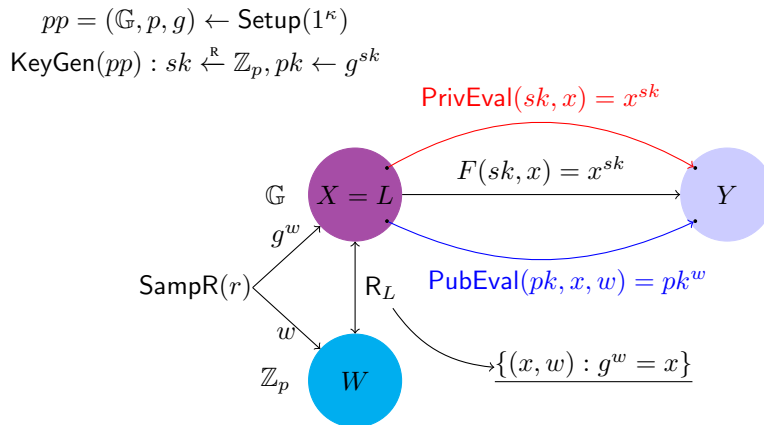 pp = (𝔾, p, g) ← Setup(1^κ)
KeyGen(pp) : sk ←^R ℤ_p, pk ← g^{sk}
PrivEval(sk, x) = x^{sk}
F(sk, x) = x^{sk}
𝔾
X = L
Y
g^w
PubEval(pk, x, w) = pk^w
SampR(r)
R_L
w
{(x, w) : g^w = x}
ℤ_p
W